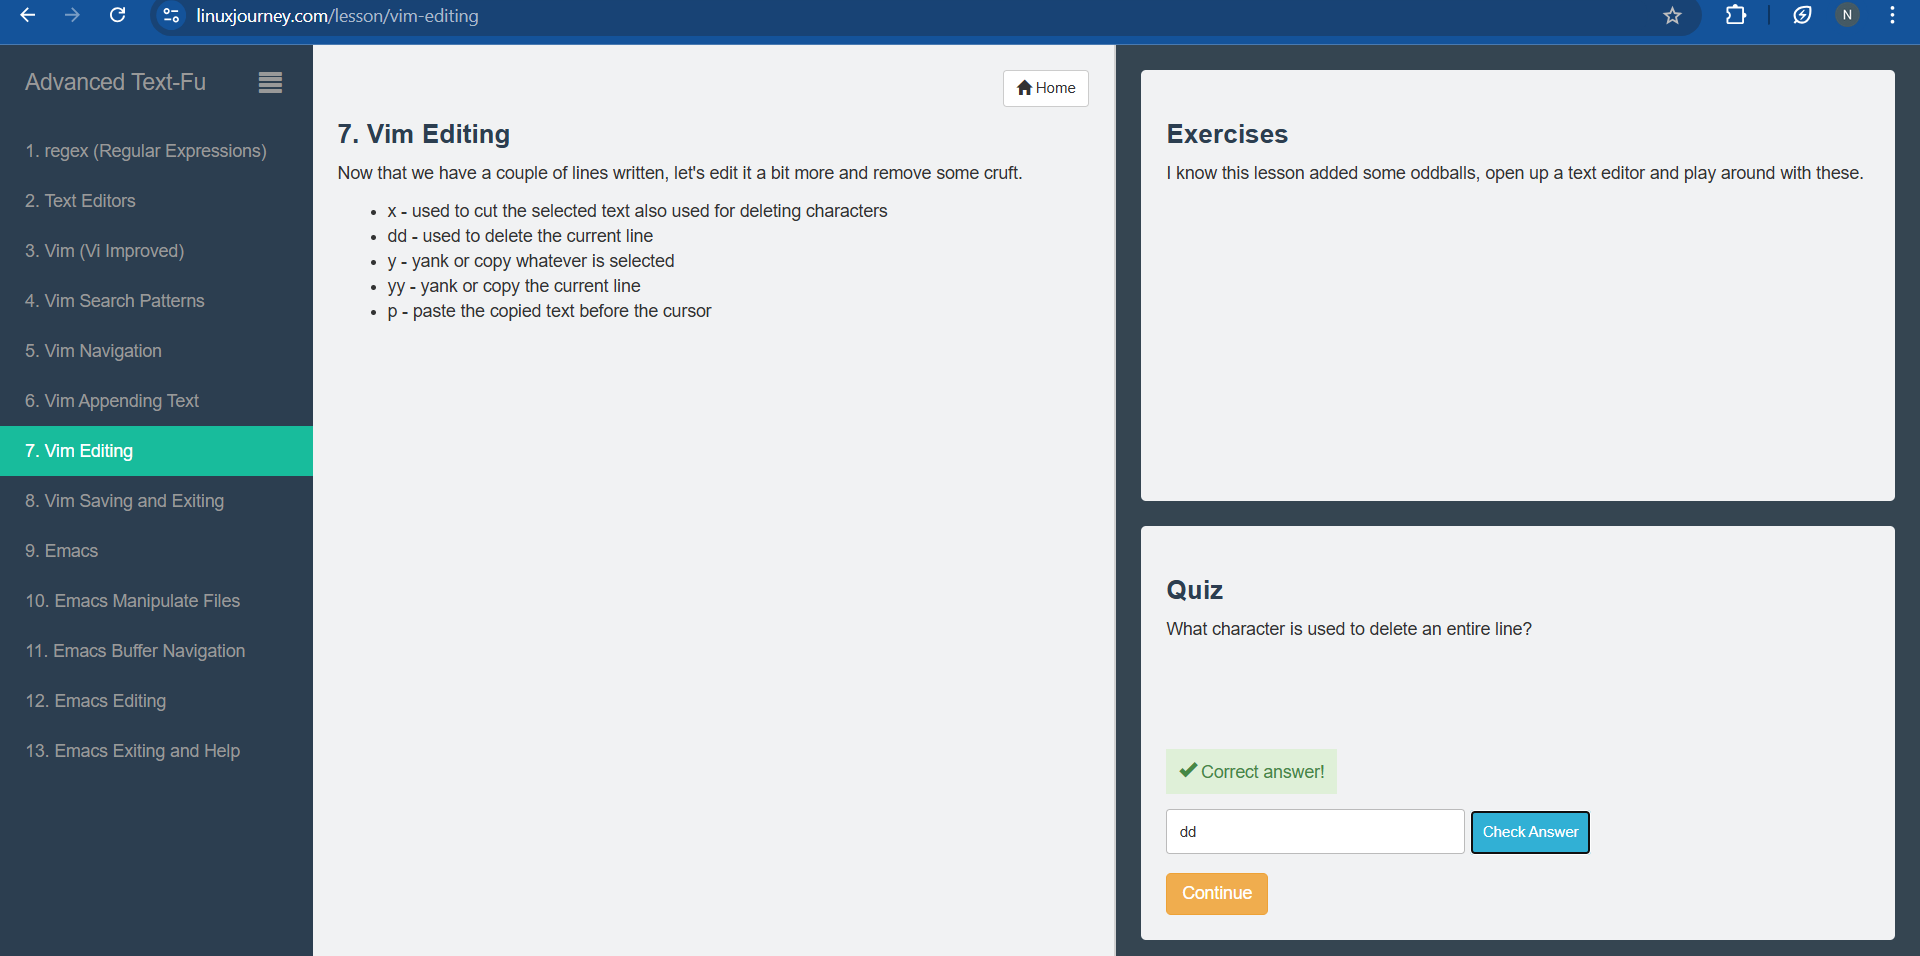 linuxjourney.com/lesson/vim-editing
N
Advanced Text-Fu
1. regex (Regular Expressions)
2. Text Editors
3. Vim (Vi Improved)
4. Vim Search Patterns
5. Vim Navigation
6. Vim Appending Text
7. Vim Editing
8. Vim Saving and Exiting
9. Emacs
10. Emacs Manipulate Files
11. Emacs Buffer Navigation
12. Emacs Editing
13. Emacs Exiting and Help
Home
7. Vim Editing
Now that we have a couple of lines written, let's edit it a bit more and remove some cruft.
• x - used to cut the selected text also used for deleting characters
• dd - used to delete the current line
• y - yank or copy whatever is selected
• yy - yank or copy the current line
• p - paste the copied text before the cursor
Exercises
I know this lesson added some oddballs, open up a text editor and play around with these.
Quiz
What character is used to delete an entire line?
Correct answer!
dd
Check Answer
Continue